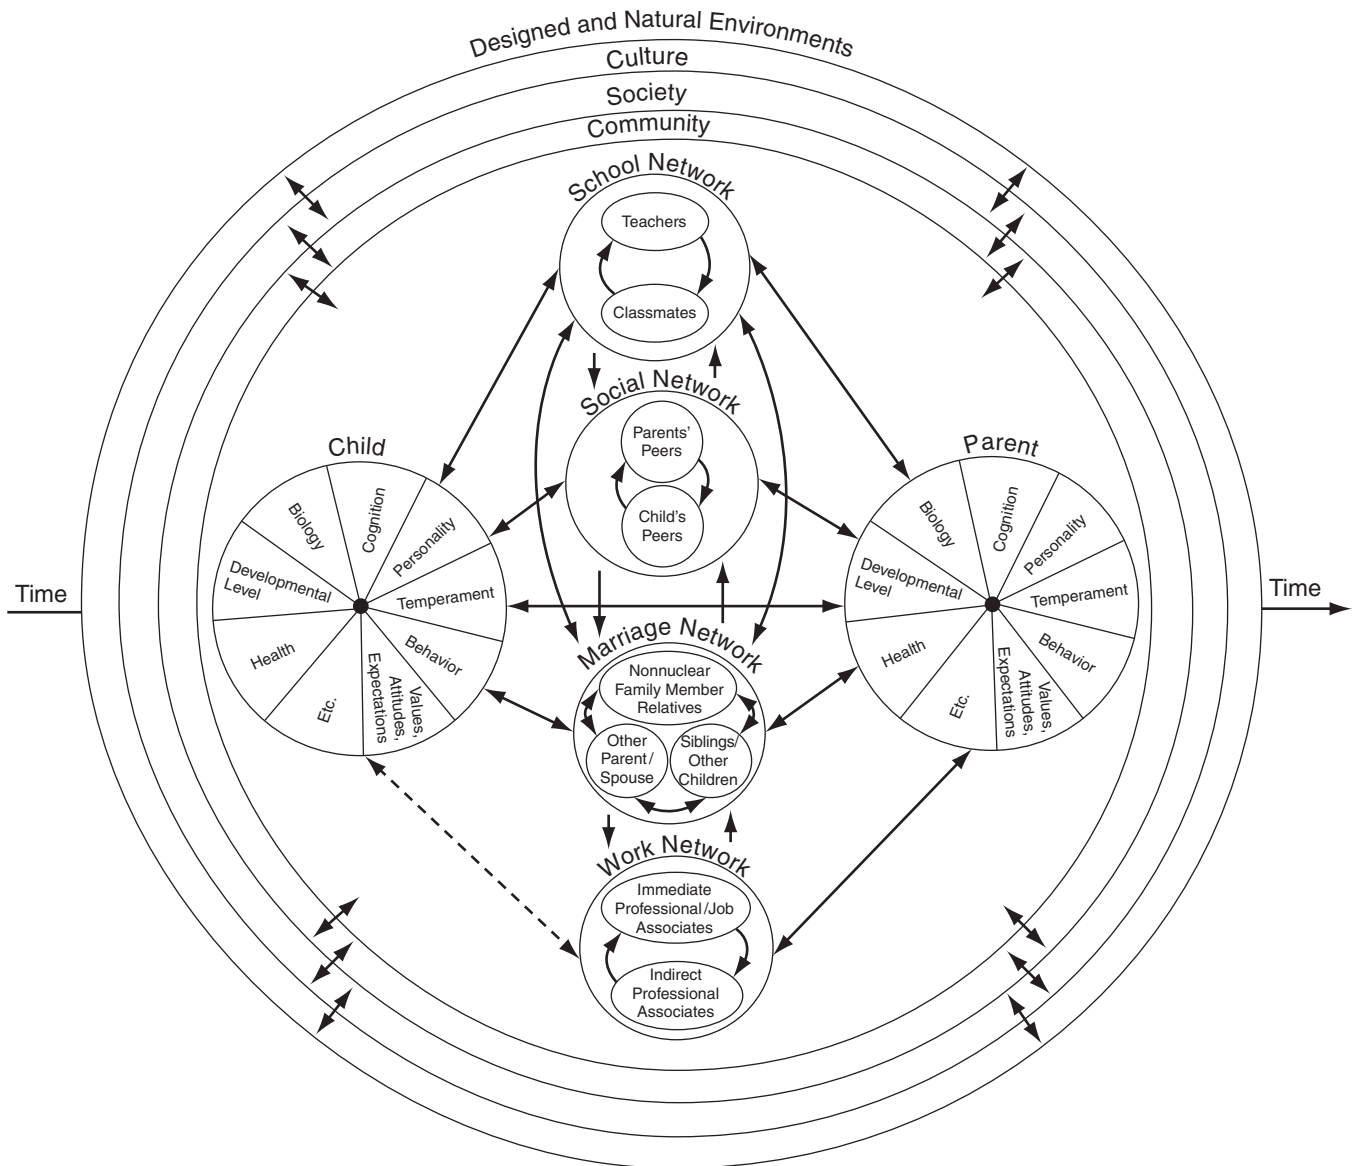 Designed and Natural Environments
Culture
Society
Community
School Network
Teachers
Classmates
Social Network
Parents’
Peers
Child’s
Peers
Child
Biology
Cognition
Personality
Developmental
Level
Temperament
Health
Behavior
Etc.
Values,
Attitudes,
Expectations
Parent
Biology
Cognition
Personality
Developmental
Level
Temperament
Health
Behavior
Etc.
Values,
Attitudes,
Expectations
Time
Time
Marriage Network
Nonnuclear
Family Member
Relatives
Other
Parent/
Spouse
Siblings/
Other
Children
Work Network
Immediate
Professional/Job
Associates
Indirect
Professional
Associates